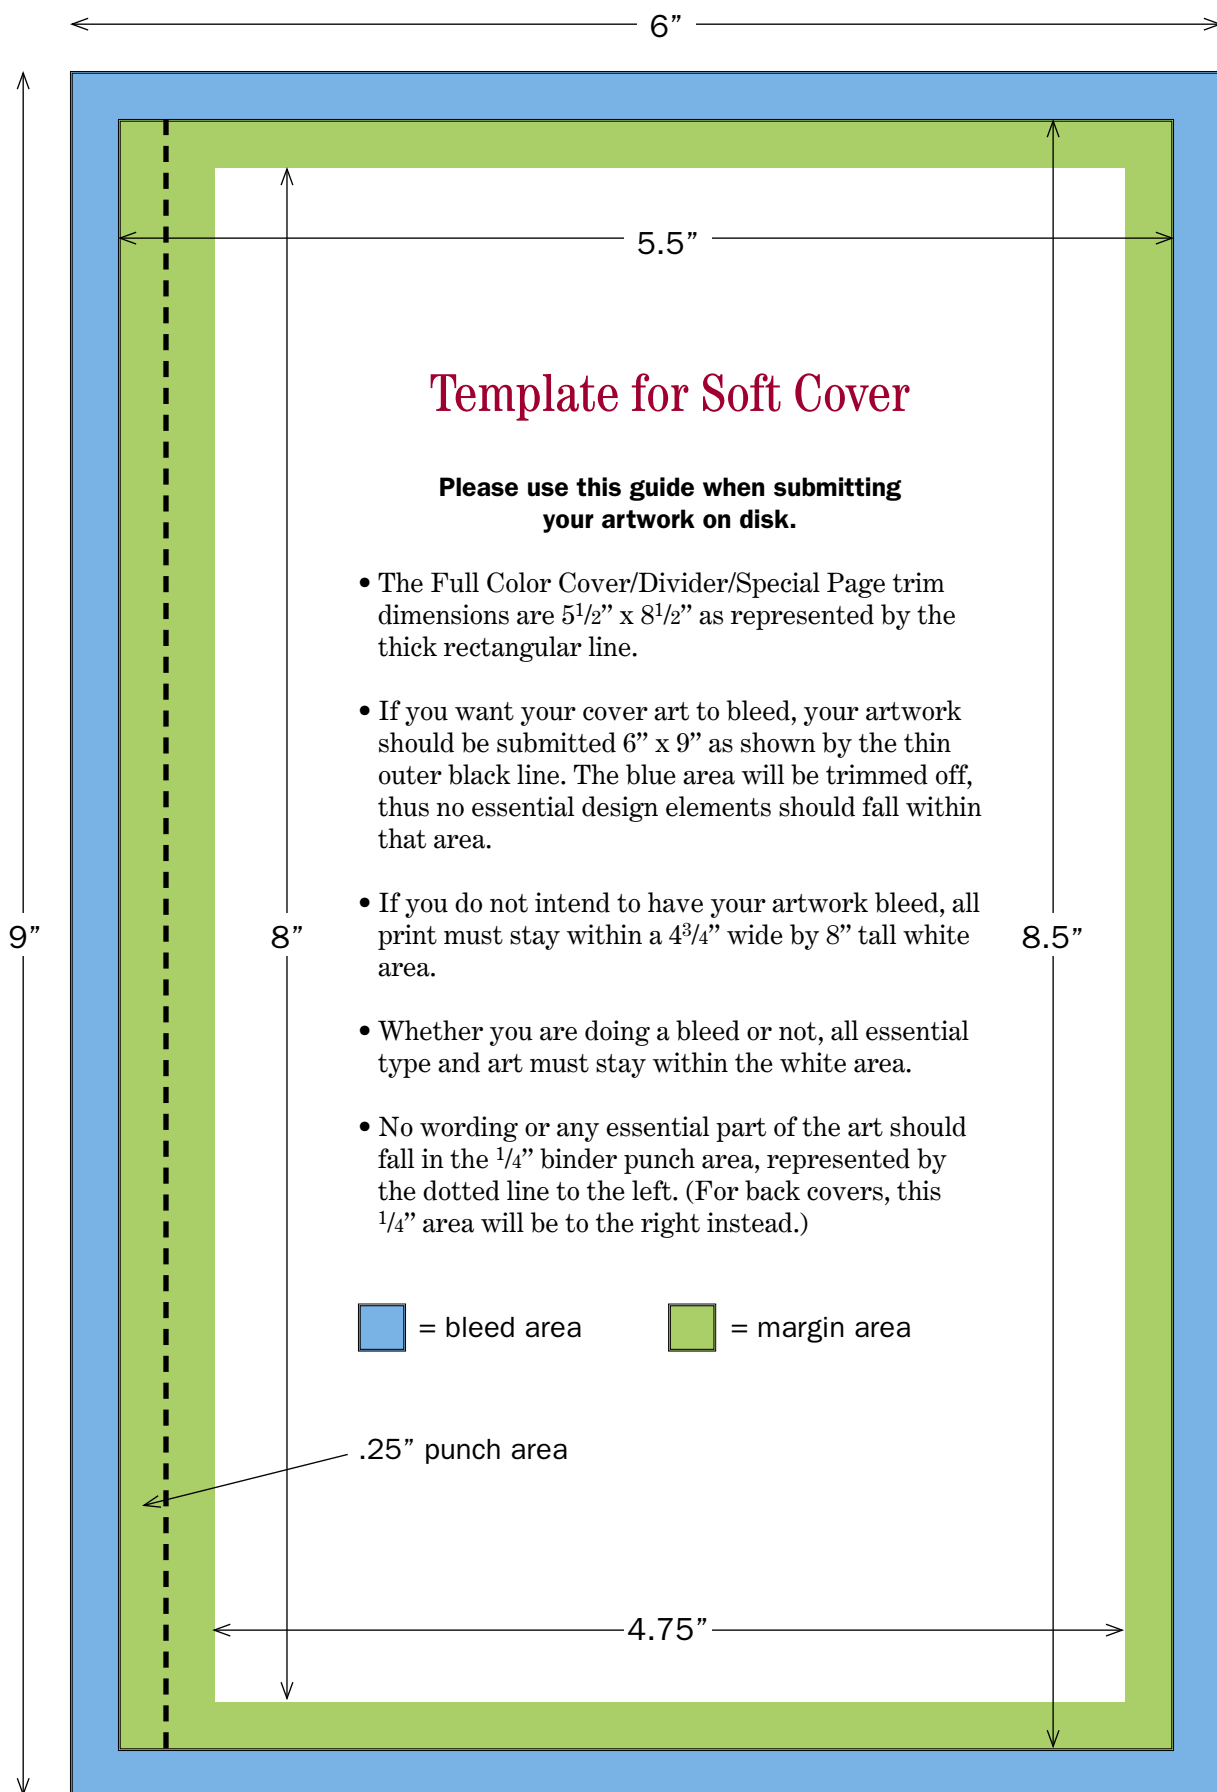 6”
5.5”
Template for Soft Cover
Please use this guide when submitting
your artwork on disk.
• The Full Color Cover/Divider/Special Page trim
dimensions are 51/2” x 81/2” as represented by the
thick rectangular line.
• If you want your cover art to bleed, your artwork
should be submitted 6” x 9” as shown by the thin
outer black line. The blue area will be trimmed off,
thus no essential design elements should fall within
that area.
• If you do not intend to have your artwork bleed, all
print must stay within a 43/4” wide by 8” tall white
area.
9”
8”
8.5”
• Whether you are doing a bleed or not, all essential
type and art must stay within the white area.
• No wording or any essential part of the art should
fall in the 1/4” binder punch area, represented by
the dotted line to the left. (For back covers, this
1/4” area will be to the right instead.)
= bleed area
= margin area
.25” punch area
4.75”